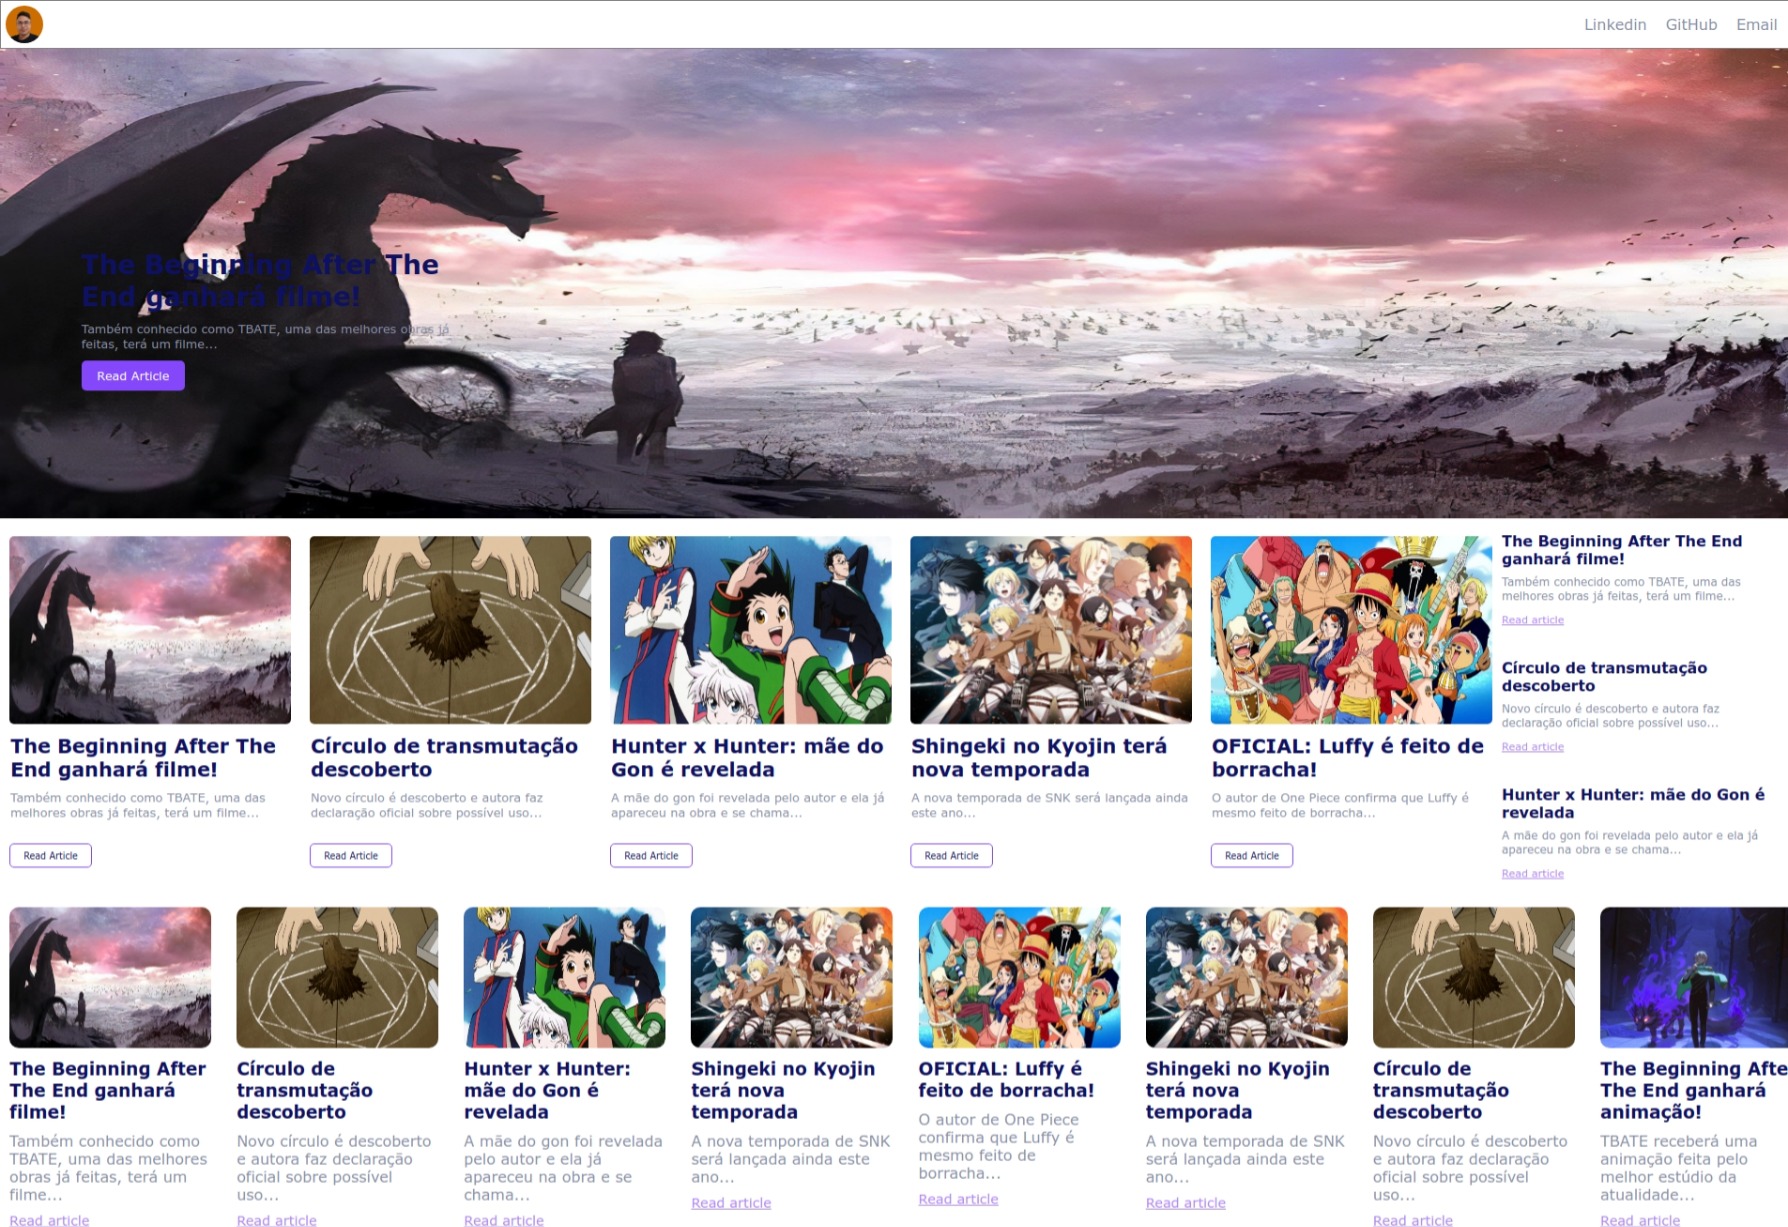 Linkedin GitHub Email
The Beginning After The
End ganhará filme!
Também conhecido como TBATE, uma das melhores obras já
feitas, terá um filme...
Read Article
The Beginning After The
End ganhará filme!
Também conhecido como TBATE, uma das
melhores obras já feitas, terá um filme...
Read Article
Círculo de transmutação
descoberto
Novo círculo é descoberto e autora faz
declaração oficial sobre possível uso...
Read Article
Hunter x Hunter: mãe do
Gon é revelada
A mãe do gon foi revelada pelo autor e ela já
apareceu na obra e se chama...
Read Article
Shingeki no Kyojin terá
nova temporada
A nova temporada de SNK será lançada ainda
este ano...
Read Article
OFICIAL: Luffy é feito de
borracha!
O autor de One Piece confirma que Luffy é
mesmo feito de borracha...
Read Article
The Beginning After The End
ganhará filme!
Também conhecido como TBATE, uma das
melhores obras já feitas, terá um filme...
Read article
Círculo de transmutação
descoberto
Novo círculo é descoberto e autora faz
declaração oficial sobre possível uso...
Read article
Hunter x Hunter: mãe do Gon é
revelada
A mãe do gon foi revelada pelo autor e ela já
apareceu na obra e se chama...
Read article
The Beginning After
The End ganhará
filme!
Também conhecido como
TBATE, uma das melhores
obras já feitas, terá um
filme...
Read article
Círculo de
transmutação
descoberto
Novo círculo é descoberto
e autora faz declaração
oficial sobre possível
uso...
Read article
Hunter x Hunter:
mãe do Gon é
revelada
A mãe do gon foi revelada
pelo autor e ela já
apareceu na obra e se
chama...
Read article
Shingeki no Kyojin
terá nova
temporada
A nova temporada de SNK
será lançada ainda este
ano...
Read article
OFICIAL: Luffy é
feito de borracha!
O autor de One Piece
confirma que Luffy é
mesmo feito de
borracha...
Read article
Shingeki no Kyojin
terá nova
temporada
A nova temporada de SNK
será lançada ainda este
ano...
Read article
Círculo de
transmutação
descoberto
Novo círculo é descoberto
e autora faz declaração
oficial sobre possível
uso...
Read article
The Beginning Afte
The End ganhará
animação!
TBATE receberá uma
animação feita pelo
melhor estúdio da
atualidade...
Read article